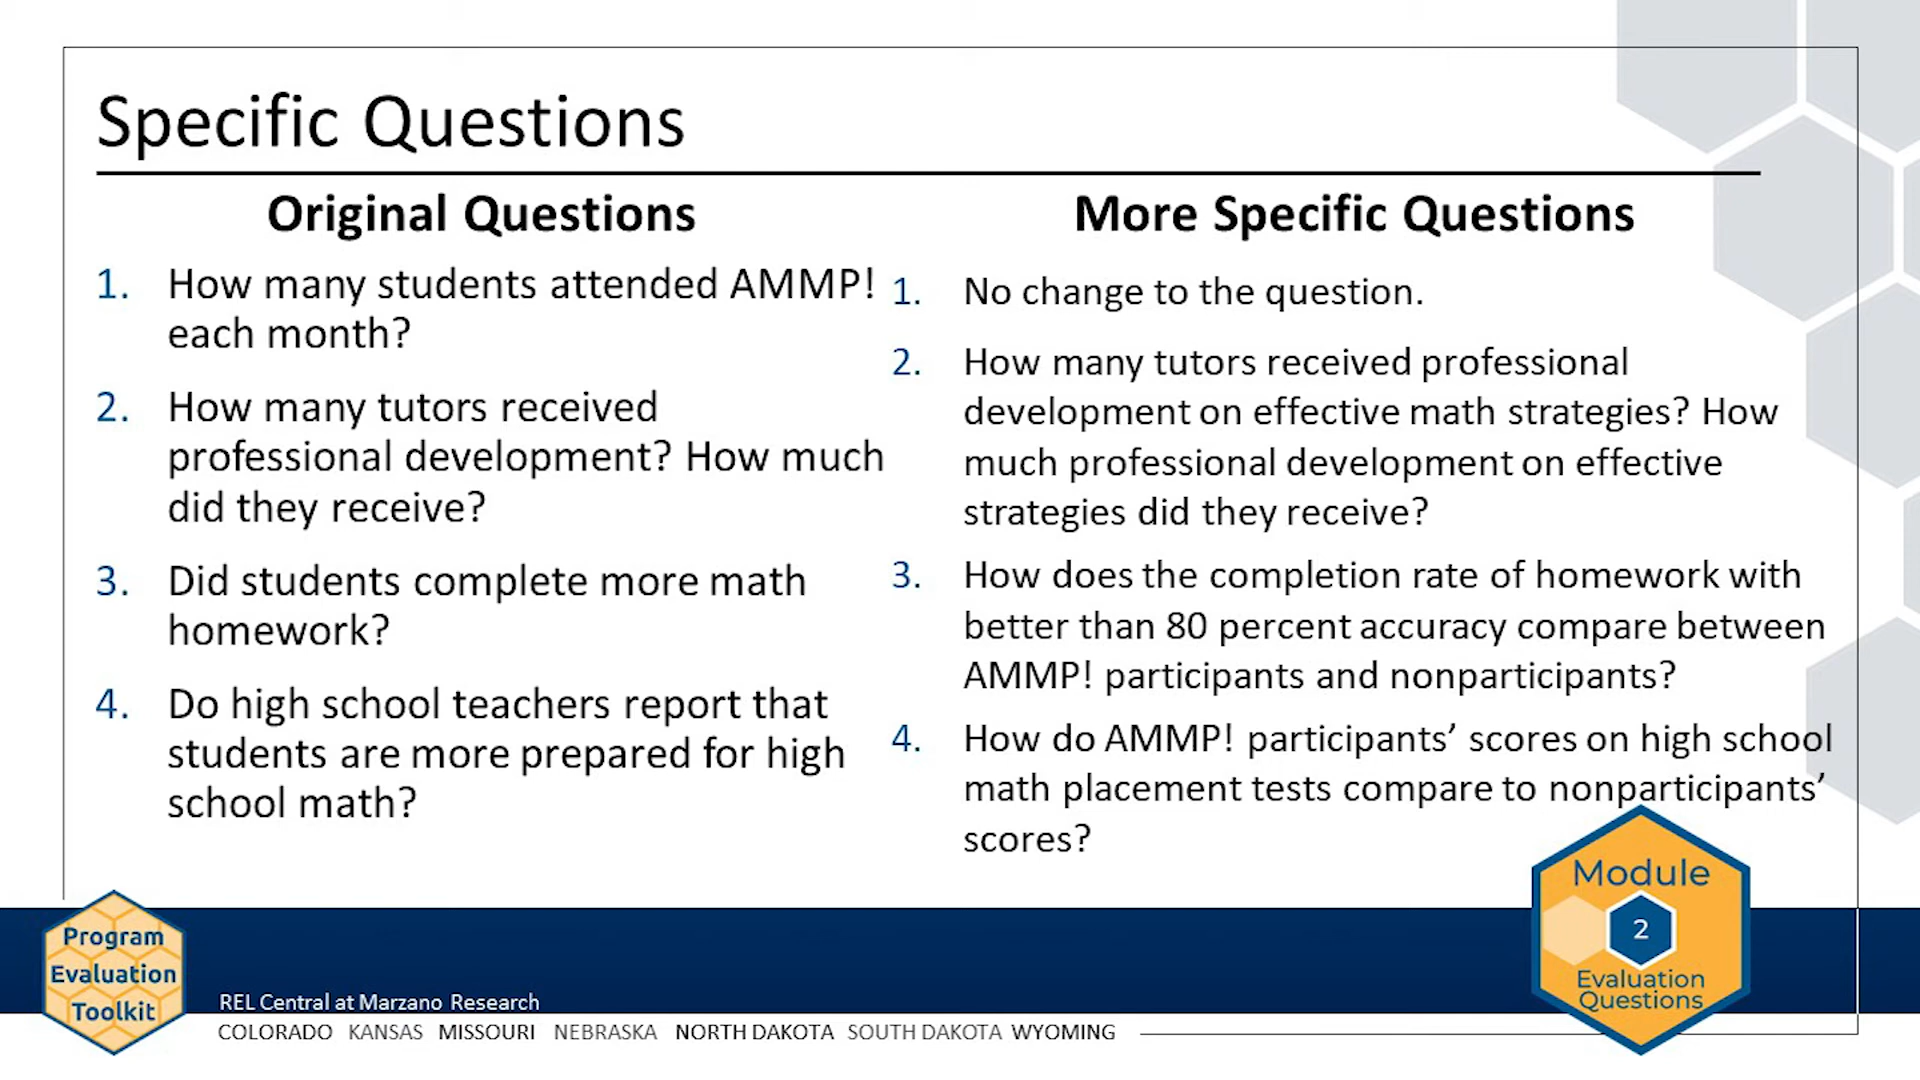 Specific Questions
Original Questions
1. How many students attended AMMP!
each month?
2. How many tutors received
professional development? How much
did they receive?
3. Did students complete more math
homework?
4. Do high school teachers report that
students are more prepared for high
school math?
More Specific Questions
1. No change to the question.
2. How many tutors received professional
development on effective math strategies? How
much professional development on effective
strategies did they receive?
3. How does the completion rate of homework with
better than 80 percent accuracy compare between
AMMP! participants and nonparticipants?
4. How do AMMP! participants’ scores on high school
math placement tests compare to nonparticipants’
scores?
Program
Evaluation
Toolkit
REL Central at Marzano Research
COLORADO KANSAS MISSOURI NEBRASKA NORTH DAKOTA SOUTH DAKOTA WYOMING
Module
2
Evaluation
Questions